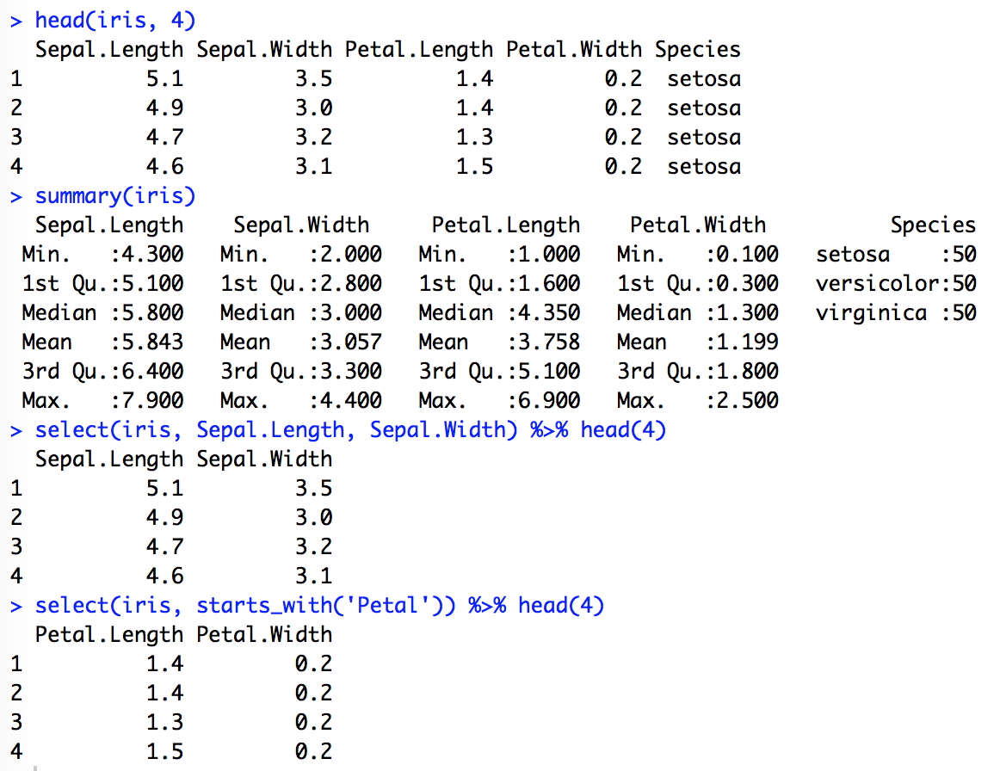 > head(iris, 4)
  Sepal.Length Sepal.Width Petal.Length Petal.Width Species
1          5.1         3.5          1.4         0.2  setosa
2          4.9         3.0          1.4         0.2  setosa
3          4.7         3.2          1.3         0.2  setosa
4          4.6         3.1          1.5         0.2  setosa
> summary(iris)
  Sepal.Length    Sepal.Width     Petal.Length    Petal.Width          Species
 Min.   :4.300   Min.   :2.000   Min.   :1.000   Min.   :0.100   setosa    :50
 1st Qu.:5.100   1st Qu.:2.800   1st Qu.:1.600   1st Qu.:0.300   versicolor:50
 Median :5.800   Median :3.000   Median :4.350   Median :1.300   virginica :50
 Mean   :5.843   Mean   :3.057   Mean   :3.758   Mean   :1.199
 3rd Qu.:6.400   3rd Qu.:3.300   3rd Qu.:5.100   3rd Qu.:1.800
 Max.   :7.900   Max.   :4.400   Max.   :6.900   Max.   :2.500
> select(iris, Sepal.Length, Sepal.Width) %>% head(4)
  Sepal.Length Sepal.Width
1          5.1         3.5
2          4.9         3.0
3          4.7         3.2
4          4.6         3.1
> select(iris, starts_with('Petal')) %>% head(4)
  Petal.Length Petal.Width
1          1.4         0.2
2          1.4         0.2
3          1.3         0.2
4          1.5         0.2